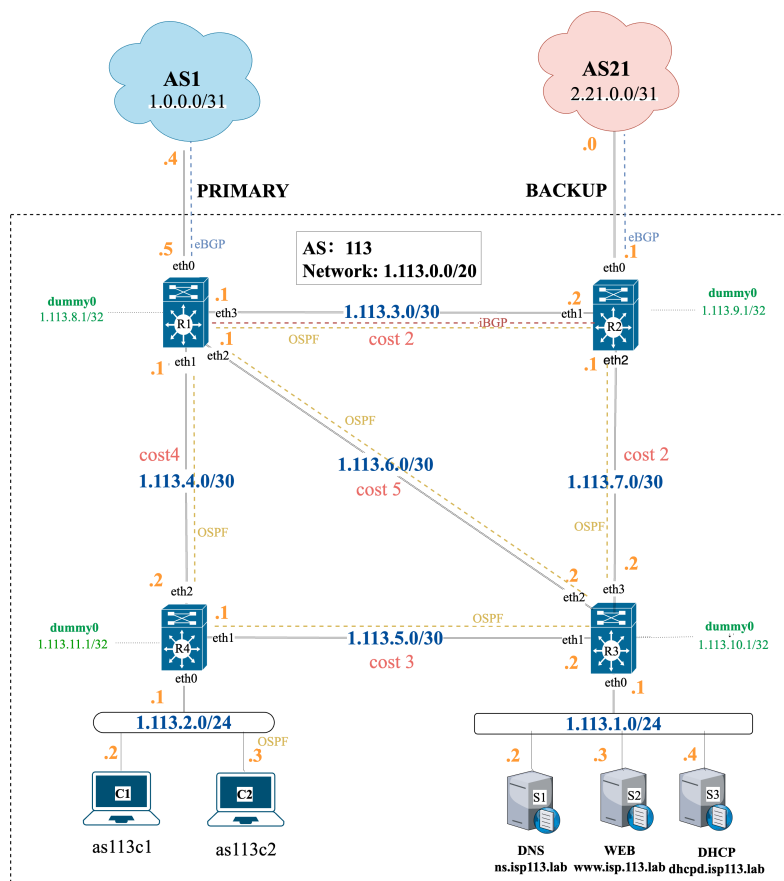 AS1
1.0.0.0/31
AS21
2.21.0.0/31
.4
.0
PRIMARY
BACKUP
eBGP
eBGP
AS: 113
Network: 1.113.0.0/20
.5
.1
eth0
eth0
dummy0
1.113.8.1/32
R1
.1
eth3
1.113.3.0/30
.2
eth1
R2
dummy0
1.113.9.1/32
iBGP
OSPF
cost 2
.1
eth1
.1
eth2
.1
eth2
OSPF
cost4
1.113.4.0/30
1.113.6.0/30
cost 5
cost 2
1.113.7.0/30
OSPF
OSPF
.2
eth2
.2
eth2
.2
eth3
dummy0
1.113.11.1/32
R4
.1
eth1
OSPF
1.113.5.0/30
cost 3
eth1
.2
R3
dummy0
1.113.10.1/32
eth0
.1
eth0
.1
1.113.2.0/24
1.113.1.0/24
OSPF
.2
.3
.2
.3
.4
C1
C2
S1
S2
S3
as113c1
as113c2
DNS
ns.isp113.lab
WEB
www.isp.113.lab
DHCP
dhcpd.isp113.lab